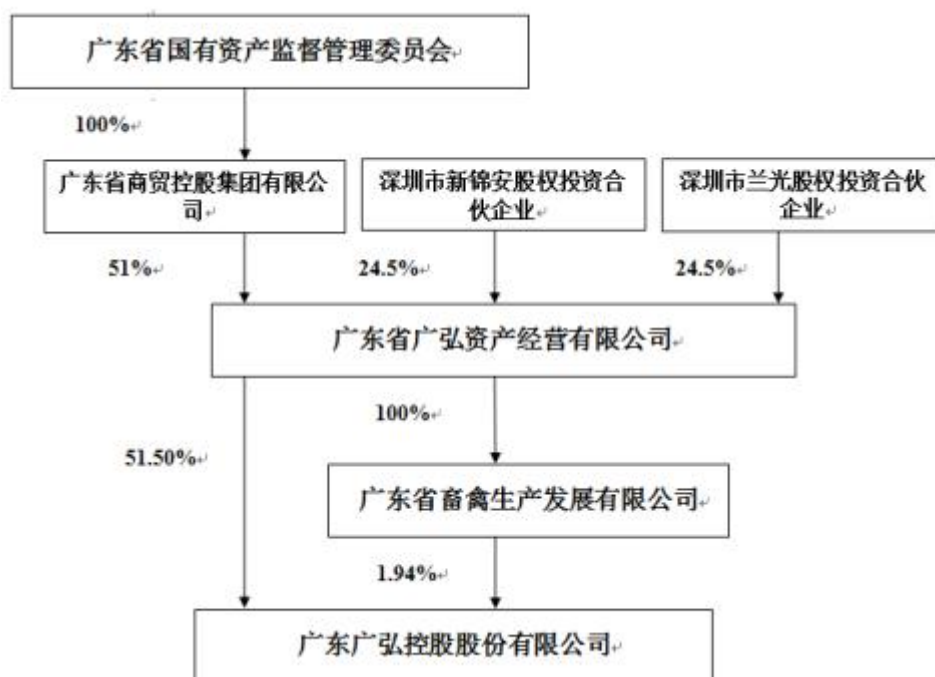 广东省国有资产监督管理委员会
100%
广东省商贸控股集团有限公
司
深圳市新锦安股权投资合
伙企业
深圳市兰光股权投资合伙
企业
51%
24.5%
24.5%
广东省广弘资产经营有限公司
100%
51.50%
广东省畜禽生产发展有限公司
1.94%
广东广弘控股股份有限公司